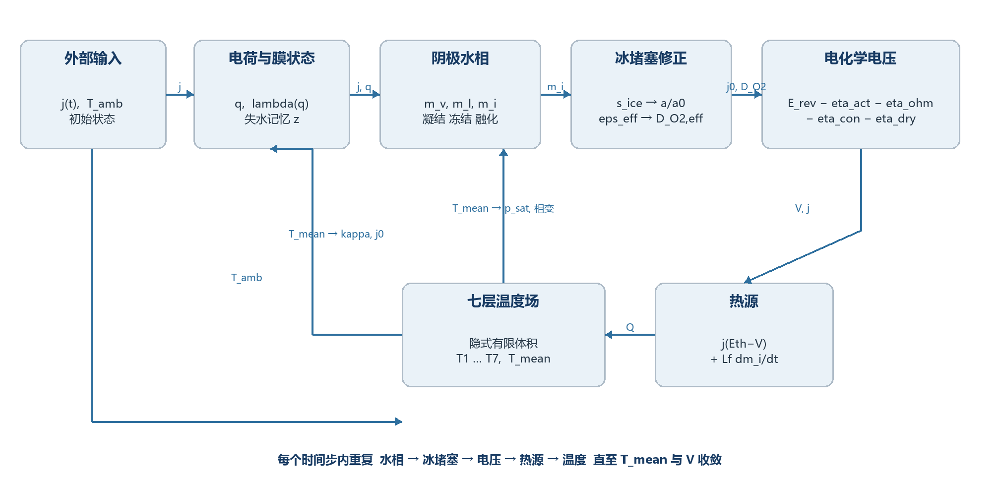 外部输入
j(t), T_amb
初始状态
j
电荷与膜状态
q, lambda(q)
失水记忆 z
j, q
阴极水相
m_v, m_l, m_i
凝结 冻结 融化
m_i
冰堵塞修正
s_ice → a/a0
eps_eff → D_O2,eff
j0, D_O2
电化学电压
E_rev − eta_act − eta_ohm
− eta_con − eta_dry
T_mean → p_sat, 相变
V, j
T_mean → kappa, j0
T_amb
七层温度场
隐式有限体积
T1 ... T7, T_mean
Q
热源
j(Eth−V)
+ Lf dm_i/dt
每个时间步内重复 水相 → 冰堵塞 → 电压 → 热源 → 温度 直至 T_mean 与 V 收敛